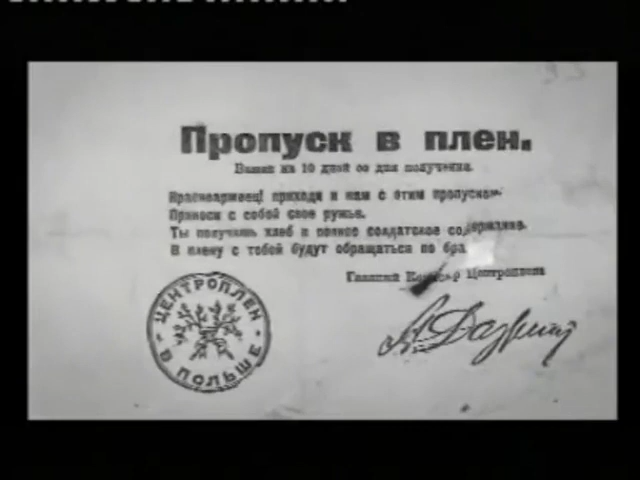 Пропуск в плен.
Важен на 10 дней со дня получения.
Красноармеец! приходи к нам с этим пропуском
Приноси с собой свое ружье.
Ты получишь хлеб и полное солдатское содержание.
В плену с тобой будут обращаться по бра
Главный Центроплена
ЦЕНТРОПЛЕН
В ПОЛЬШЕ